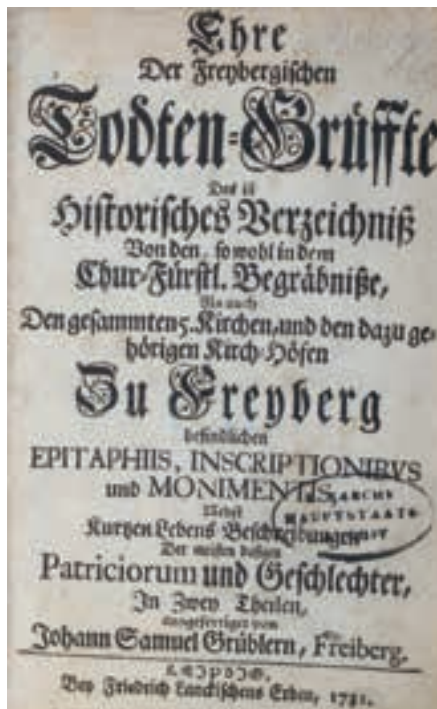 Ehre
Der Freybergischen
Todten-Grüffte
Das ist
Historisches Verzeichniß
Von den, sowohl in dem
Chur-Fürstl. Begräbniße,
Als auch
Den gesammten 5. Kirchen, und den dazu ge-
hörigen Kirch-Höfen
Zu Freyberg
befindlichen
EPITAPHIIS, INSCRIPTIONIBVS
und MONIMENTIS,
Nebst
Kurtzen Lebens Beschreibungen
Der meisten dasigen
Patriciorum und Geschlechter,
In Zwey Theilen,
ausgefertiget von
Johann Samuel Grüblern, Freiberg.
Leipzig,
Bey Friedrich Lanckischens Erben, 1731.
HAUPTSTAATS